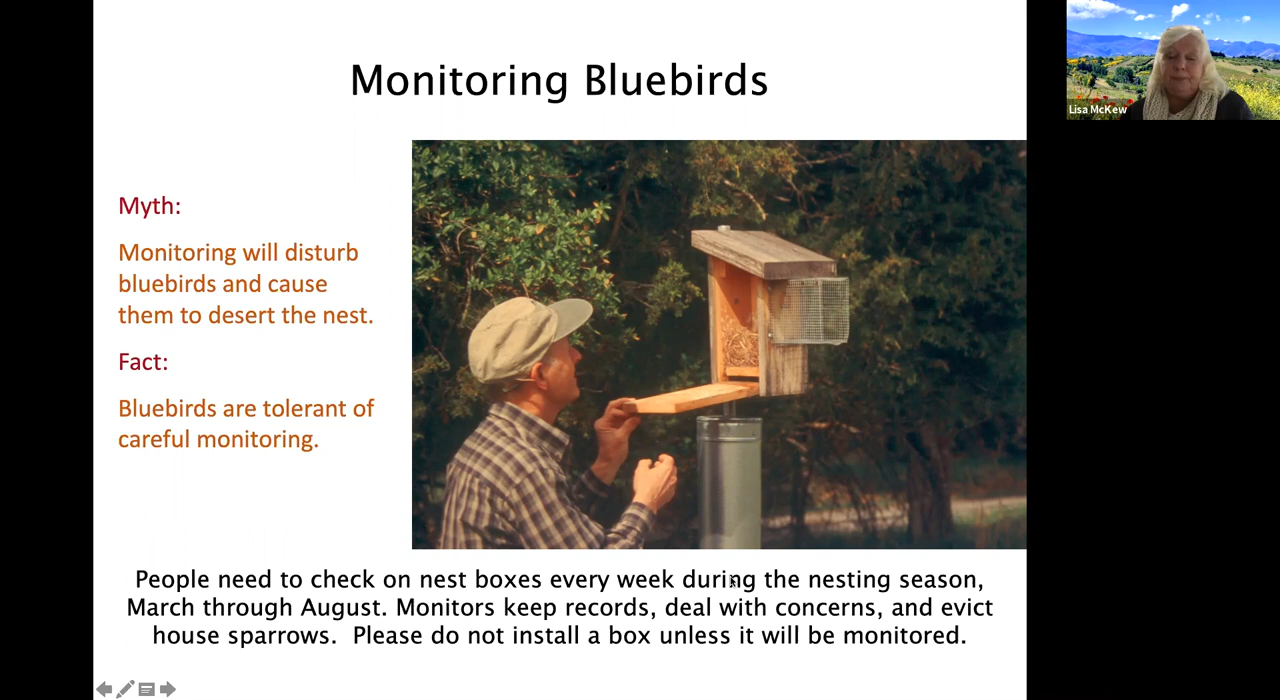 Monitoring Bluebirds
Lisa McKew
Myth:
Monitoring will disturb
bluebirds and cause
them to desert the nest.
Fact:
Bluebirds are tolerant of
careful monitoring.
People need to check on nest boxes every week during the nesting season,
March through August. Monitors keep records, deal with concerns, and evict
house sparrows.  Please do not install a box unless it will be monitored.